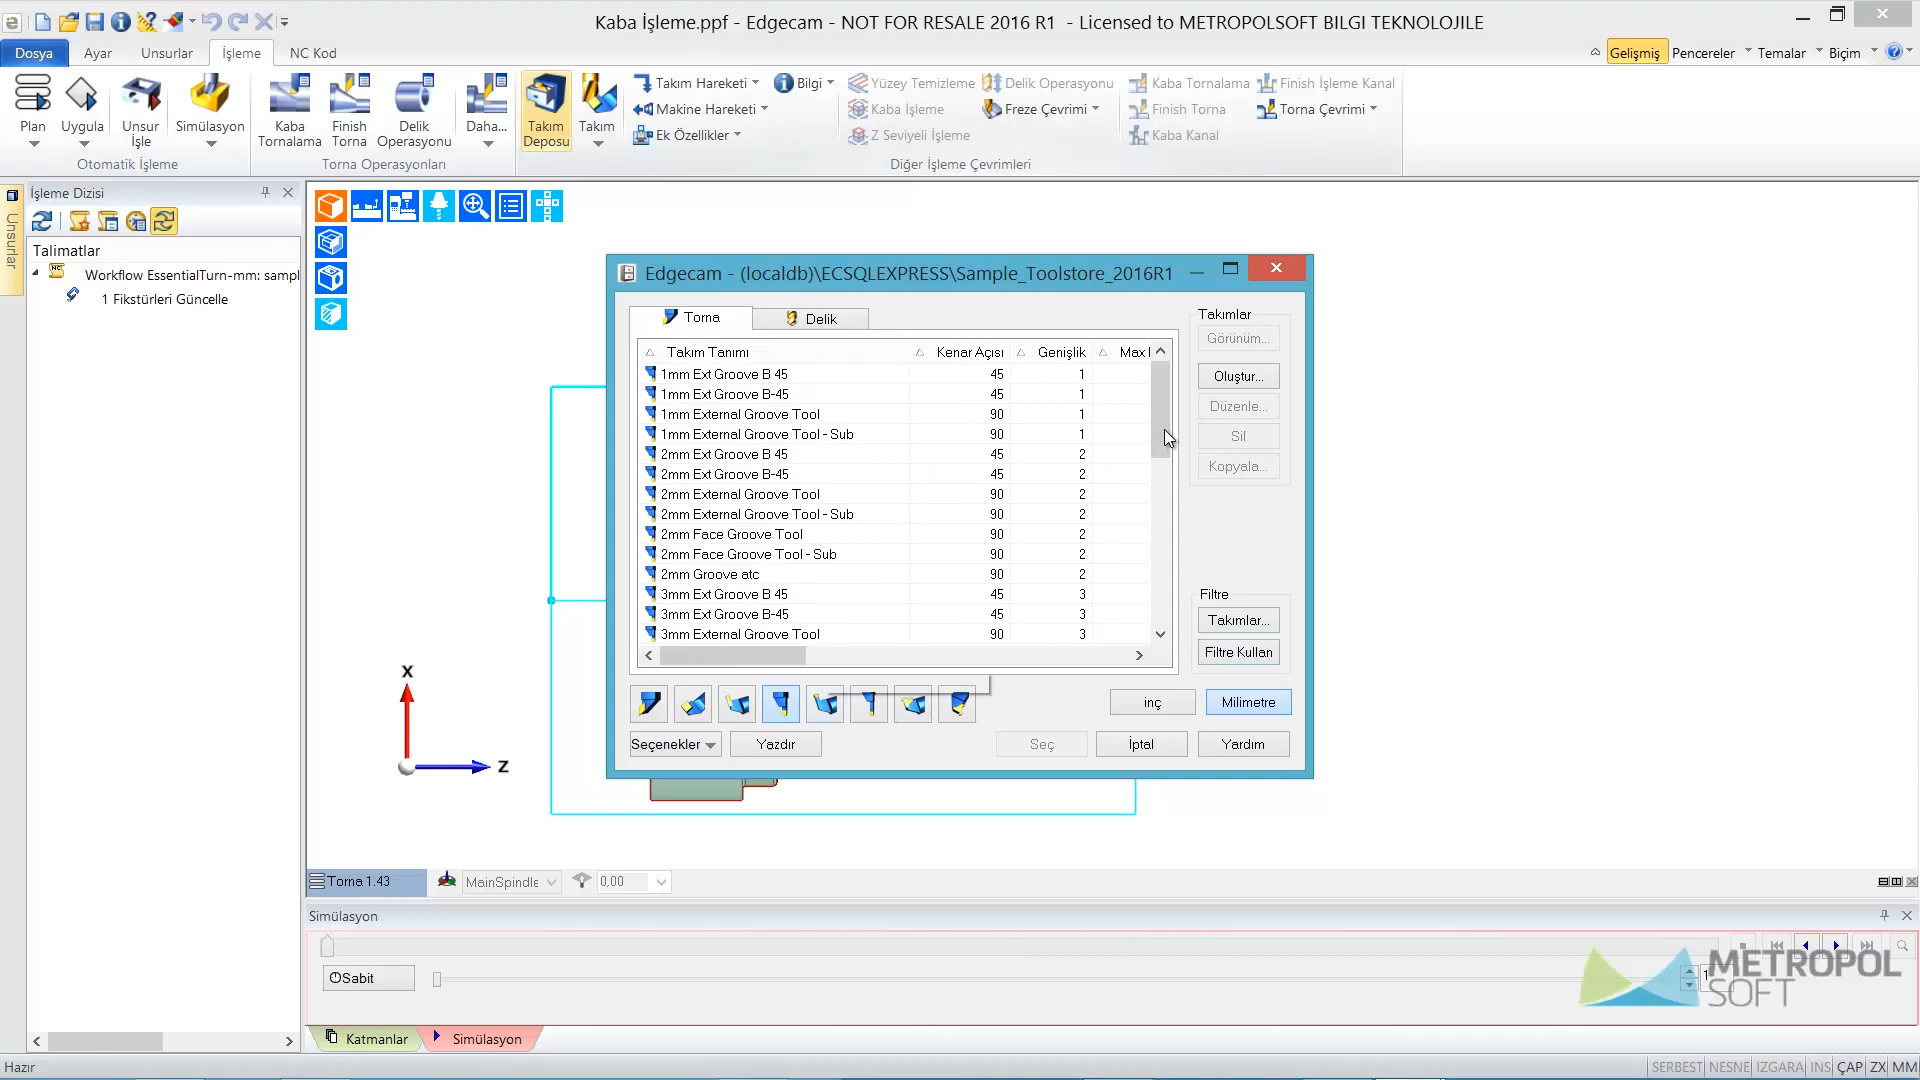 Kaba İşleme.ppf - Edgecam - NOT FOR RESALE 2016 R1 - Licensed to METROPOLSOFT BILGI TEKNOLOJILE
Dosya Ayar Unsurlar İşleme NC Kod
Gelişmiş Pencereler Temalar Biçim
Plan
Uygula
Unsur İşle
Simülasyon
Otomatik İşleme
Kaba Tornalama
Finish Torna
Delik Operasyonu
Daha...
Torna Operasyonları
Takım Deposu
Takım
Takım Hareketi
Makine Hareketi
Ek Özellikler
Bilgi
Yüzey Temizleme
Kaba İşleme
Z Seviyeli İşleme
Delik Operasyonu
Freze Çevrimi
Kaba Tornalama
Finish Torna
Kaba Kanal
Finish İşleme Kanal
Torna Çevrimi
Diğer İşleme Çevrimleri
Unsurlar
İşleme Dizisi
Talimatlar
Workflow EssentialTurn-mm: sampl
1 Fikstürleri Güncelle
Edgecam - (localdb)\ECSQLEXPRESS\Sample_Toolstore_2016R1
Torna Delik
Takım Tanımı Kenar Açısı Genişlik Max
1mm Ext Groove B 45 45 1
1mm Ext Groove B-45 45 1
1mm External Groove Tool 90 1
1mm External Groove Tool - Sub 90 1
2mm Ext Groove B 45 45 2
2mm Ext Groove B-45 45 2
2mm External Groove Tool 90 2
2mm External Groove Tool - Sub 90 2
2mm Face Groove Tool 90 2
2mm Face Groove Tool - Sub 90 2
2mm Groove atc 90 2
3mm Ext Groove B 45 45 3
3mm Ext Groove B-45 45 3
3mm External Groove Tool 90 3
Takımlar
Görünüm...
Oluştur...
Düzenle...
Sil
Kopyala...
Filtre
Takımlar...
Filtre Kullan
inç Milimetre
Seçenekler Yazdır Seç İptal Yardım
X
Z
Torna 1.43 MainSpindle 0,00
Simülasyon
Sabit
1
METROPOL
SOFT
Katmanlar Simülasyon
Hazır
SERBEST NESNE IZGARA INS ÇAP ZX MM